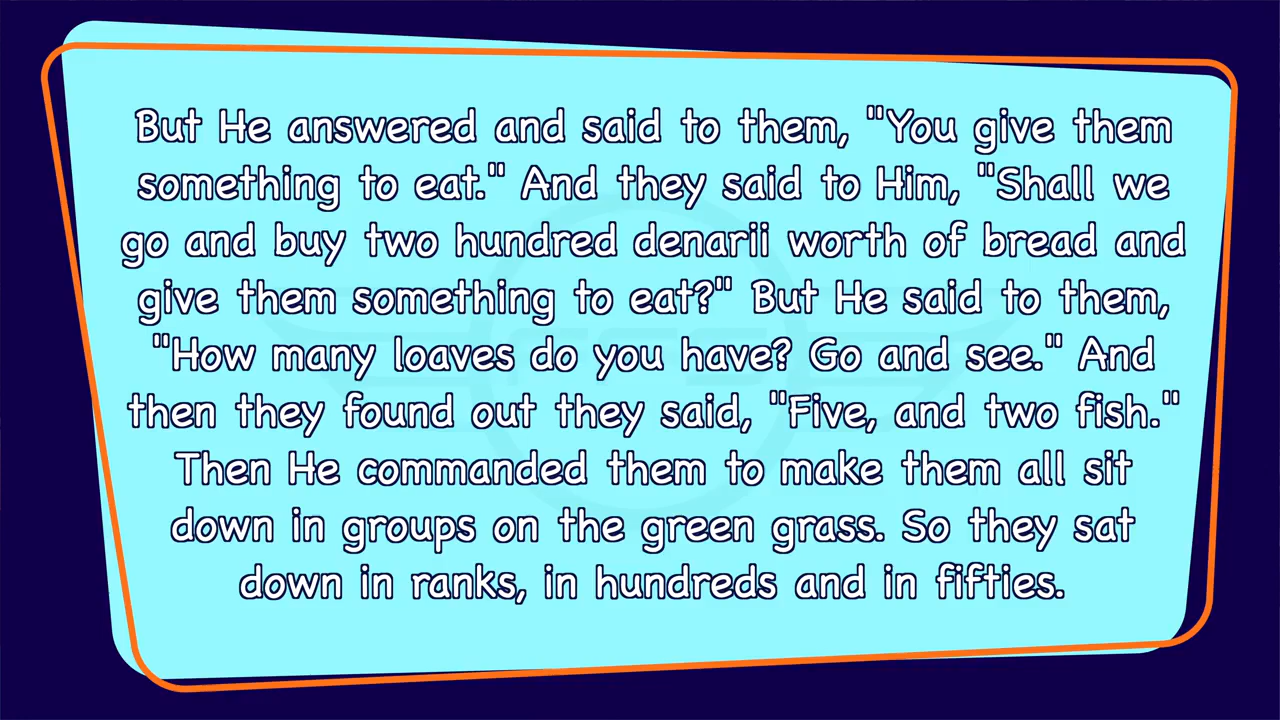 But He answered and said to them, "You give them
something to eat." And they said to Him, "Shall we
go and buy two hundred denarii worth of bread and
give them something to eat?" But He said to them,
"How many loaves do you have? Go and see." And
then they found out they said, "Five, and two fish."
Then He commanded them to make them all sit
down in groups on the green grass. So they sat
down in ranks, in hundreds and in fifties.